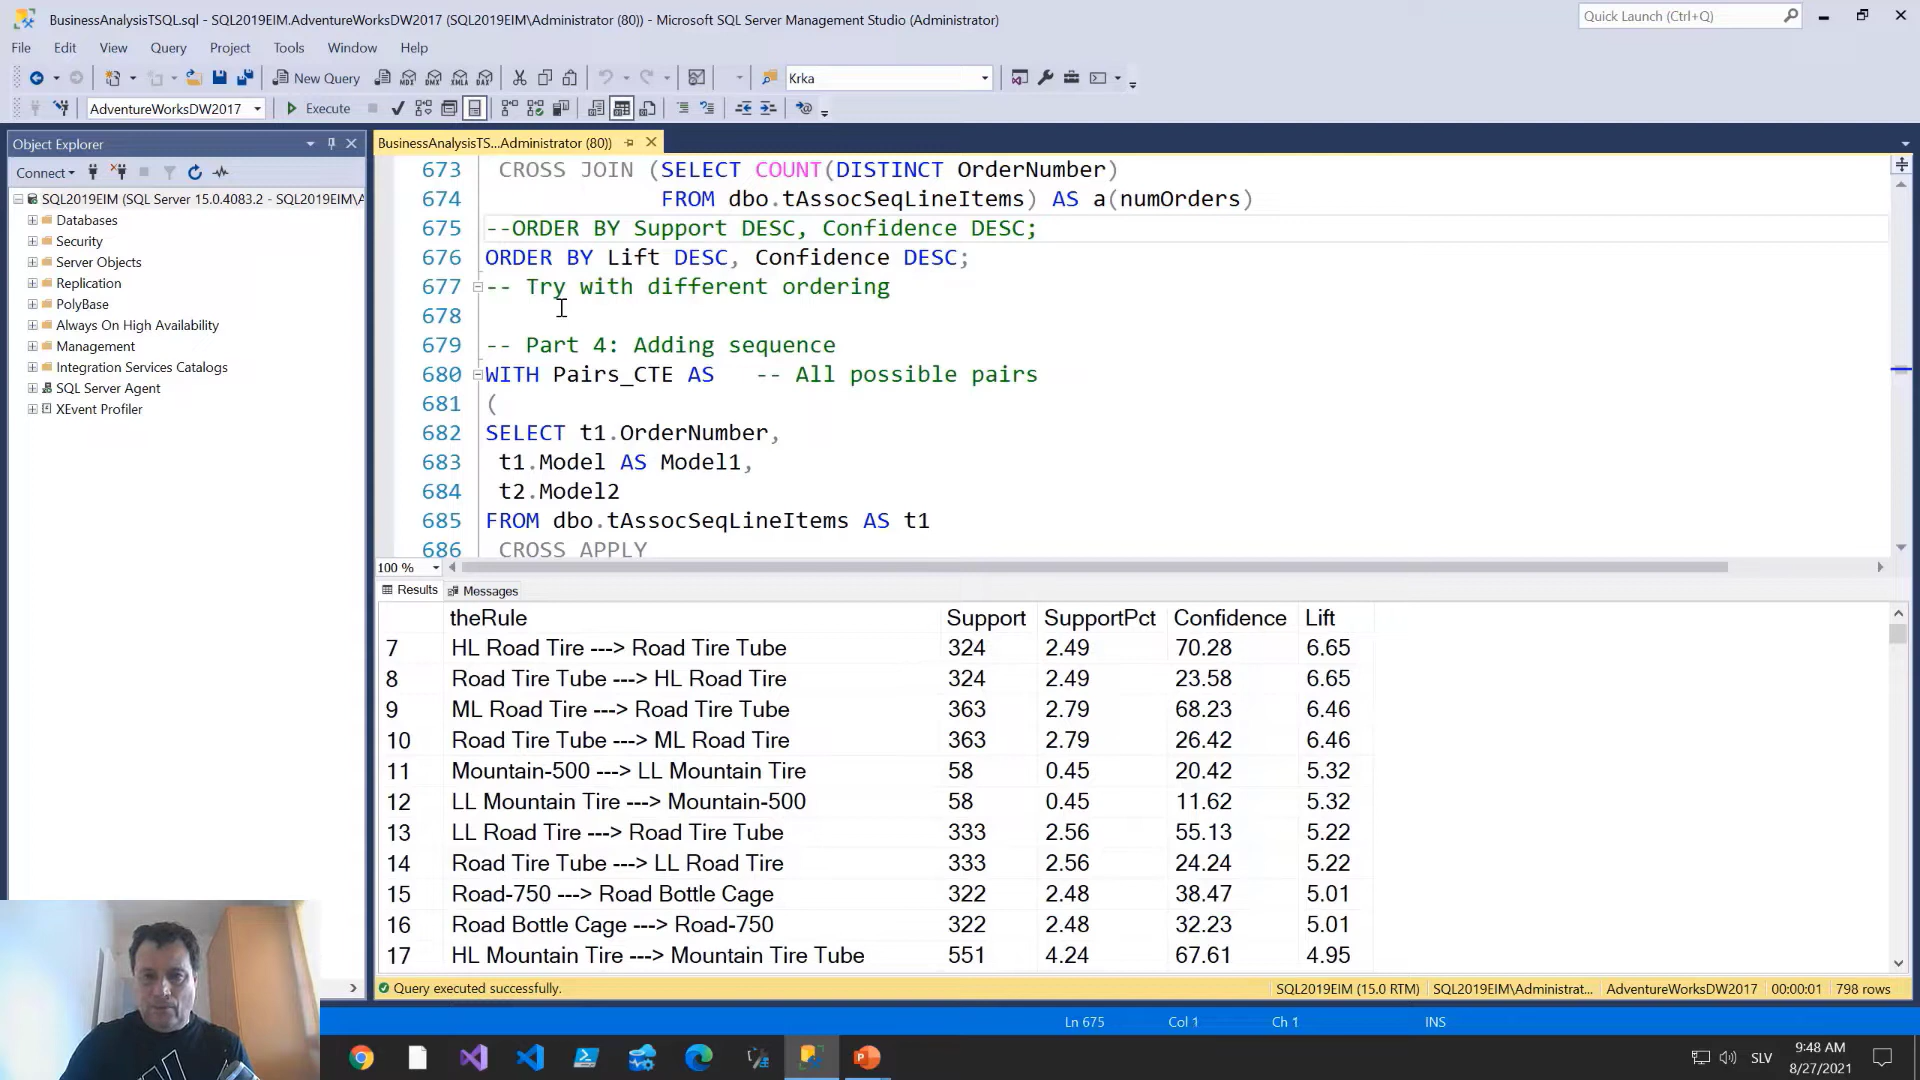 BusinessAnalysisTSQL.sql - SQL2019EIM.AdventureWorksDW2017 (SQL2019EIM\Administrator (80)) - Microsoft SQL Server Management Studio (Administrator)
Quick Launch (Ctrl+Q)
File Edit View Query Project Tools Window Help
New Query
MDX DMX XMLA DAX
Krka
AdventureWorksDW2017
Execute
Object Explorer
BusinessAnalysisTS...Administrator (80))
Connect
SQL2019EIM (SQL Server 15.0.4083.2 - SQL2019EIM\A
Databases
Security
Server Objects
Replication
PolyBase
Always On High Availability
Management
Integration Services Catalogs
SQL Server Agent
XEvent Profiler
673 CROSS JOIN (SELECT COUNT(DISTINCT OrderNumber)
674 FROM dbo.tAssocSeqLineItems) AS a(numOrders)
675 --ORDER BY Support DESC, Confidence DESC;
676 ORDER BY Lift DESC, Confidence DESC;
677 -- Try with different ordering
678
679 -- Part 4: Adding sequence
680 WITH Pairs_CTE AS -- All possible pairs
681 (
682 SELECT t1.OrderNumber,
683 t1.Model AS Model1,
684 t2.Model2
685 FROM dbo.tAssocSeqLineItems AS t1
686 CROSS APPLY
100 %
Results Messages
theRule Support SupportPct Confidence Lift
7 HL Road Tire ---> Road Tire Tube 324 2.49 70.28 6.65
8 Road Tire Tube ---> HL Road Tire 324 2.49 23.58 6.65
9 ML Road Tire ---> Road Tire Tube 363 2.79 68.23 6.46
10 Road Tire Tube ---> ML Road Tire 363 2.79 26.42 6.46
11 Mountain-500 ---> LL Mountain Tire 58 0.45 20.42 5.32
12 LL Mountain Tire ---> Mountain-500 58 0.45 11.62 5.32
13 LL Road Tire ---> Road Tire Tube 333 2.56 55.13 5.22
14 Road Tire Tube ---> LL Road Tire 333 2.56 24.24 5.22
15 Road-750 ---> Road Bottle Cage 322 2.48 38.47 5.01
16 Road Bottle Cage ---> Road-750 322 2.48 32.23 5.01
17 HL Mountain Tire ---> Mountain Tire Tube 551 4.24 67.61 4.95
Query executed successfully.
SQL2019EIM (15.0 RTM) SQL2019EIM\Administrat... AdventureWorksDW2017 00:00:01 798 rows
Ln 675 Col 1 Ch 1 INS
SLV
9:48 AM
8/27/2021